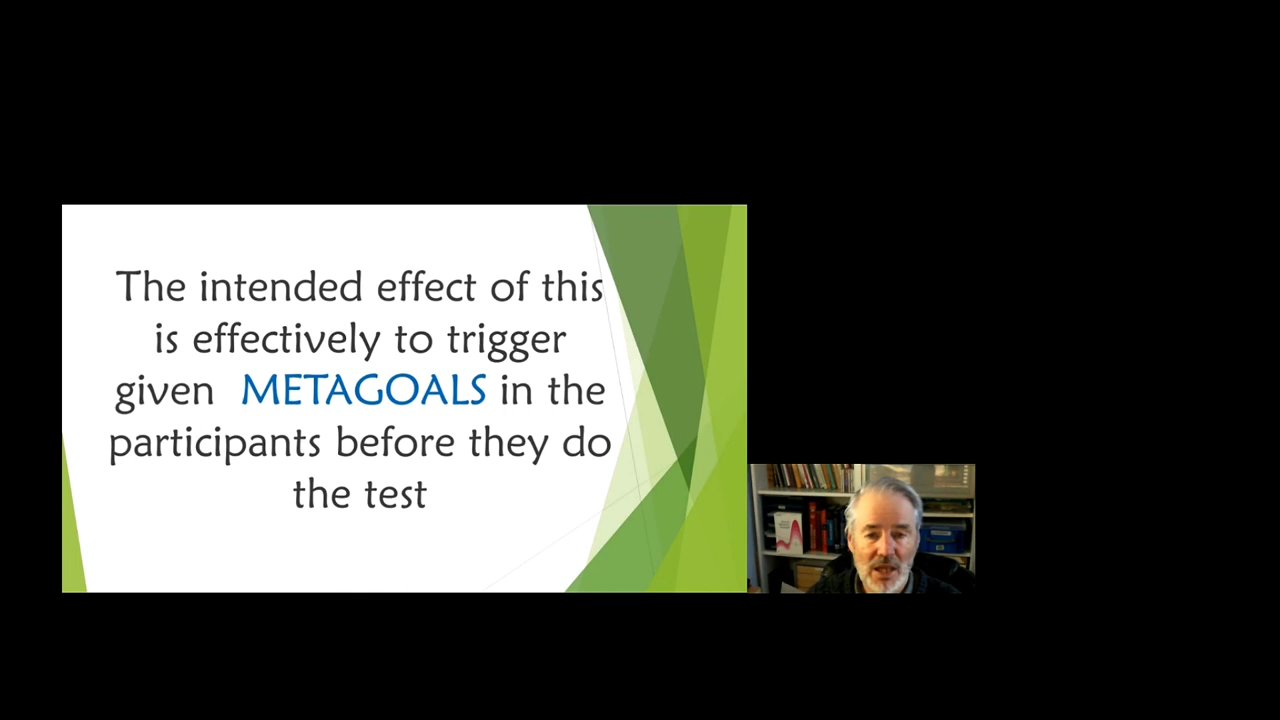 The intended effect of this
is effectively to trigger
given METAGOALS in the
participants before they do
the test